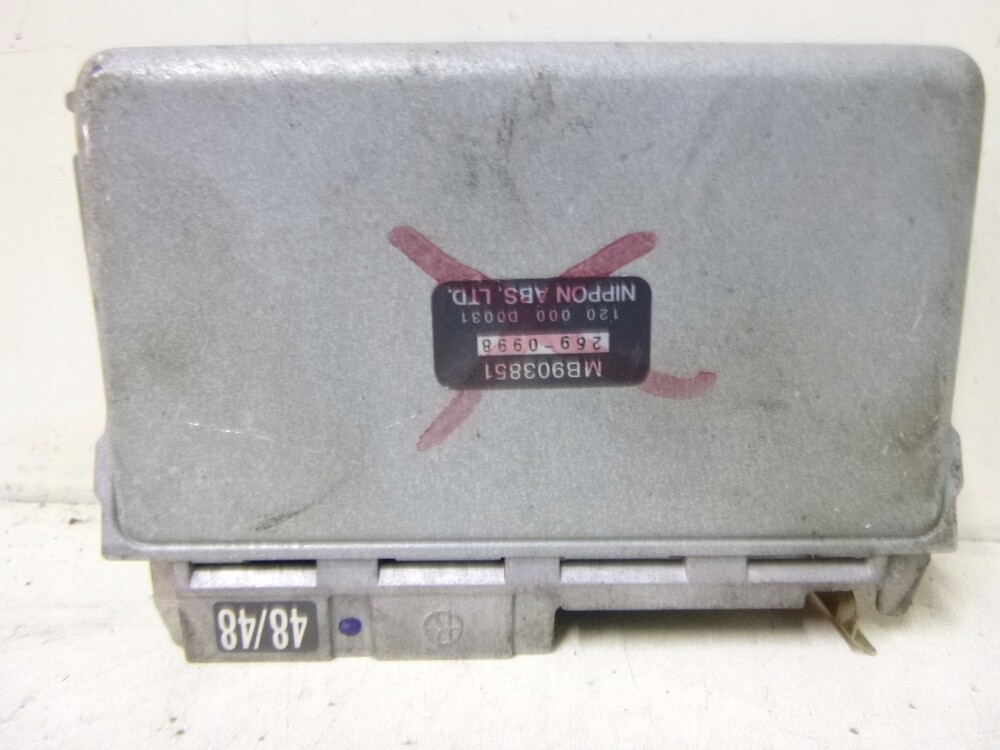 MB903851
269-0998
120 000 D0031
NIPPON ABS, LTD.
48/48